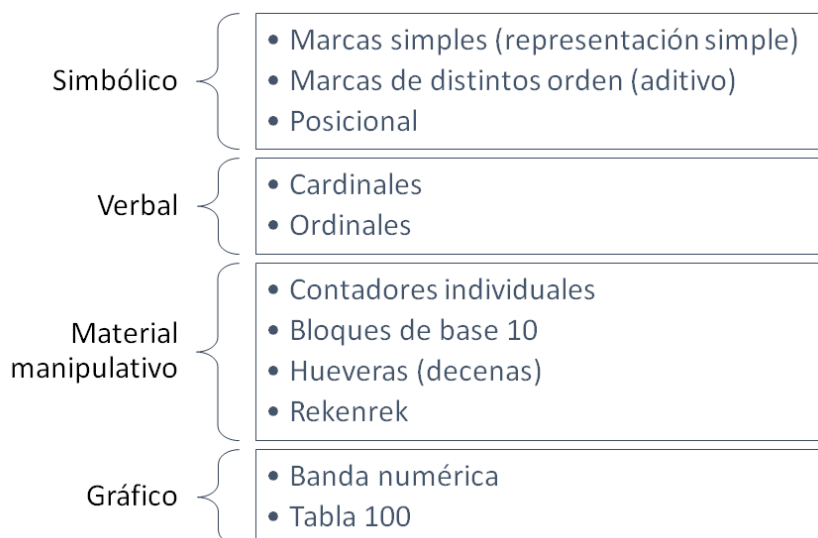 Simbólico
• Marcas simples (representación simple)
• Marcas de distintos orden (aditivo)
• Posicional
Verbal
• Cardinales
• Ordinales
Material
manipulativo
• Contadores individuales
• Bloques de base 10
• Hueveras (decenas)
• Rekenrek
Gráfico
• Banda numérica
• Tabla 100